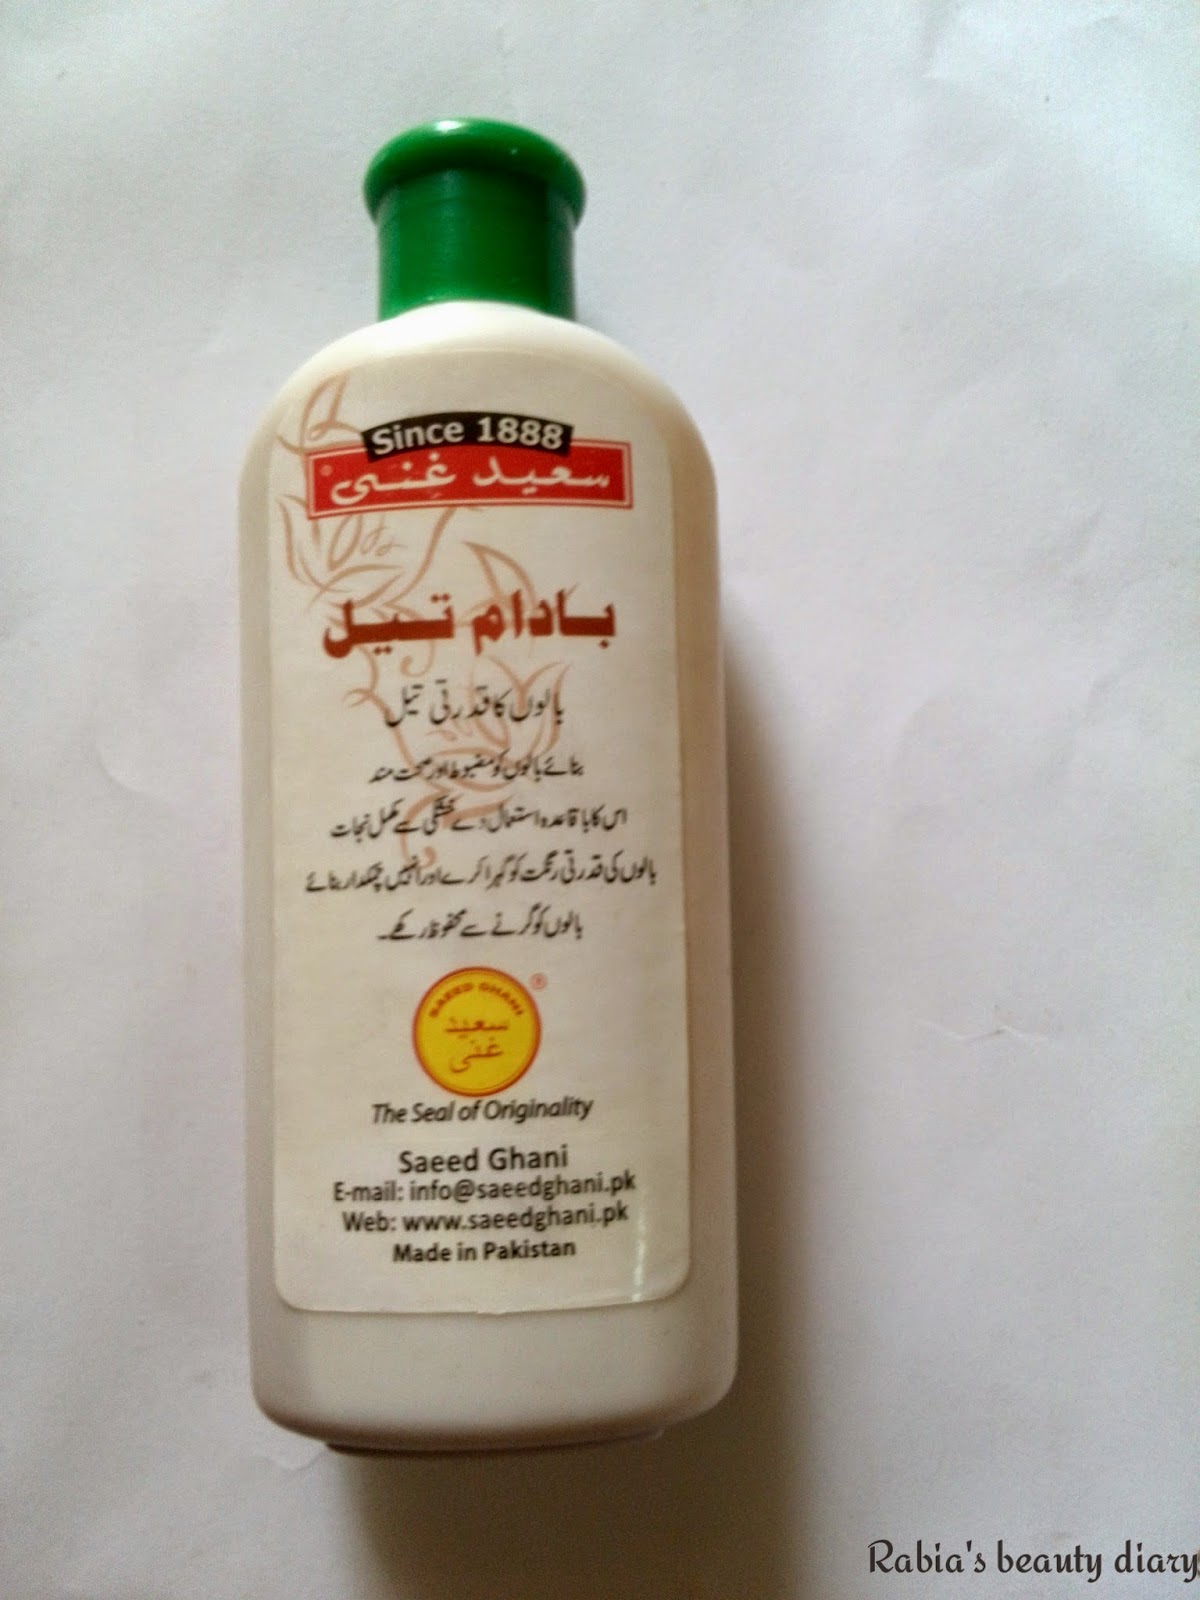 Since 1888
سعید غنی
بادام تیل
بالوں کا قدرتی تیل
بنائے بالوں کو مضبوط اور صحت مند
اس کا باقاعدہ استعمال دے خشکی سے مکمل نجات
بالوں کی قدرتی رنگت کو گہرا کرے اور انہیں چمکدار بنائے
بالوں کو گرنے سے محفوظ رکھے۔
SAEED GHANI
سعید
غنی
The Seal of Originality
Saeed Ghani
E-mail: info@saeedghani.pk
Web: www.saeedghani.pk
Made in Pakistan
Rabia's beauty diary